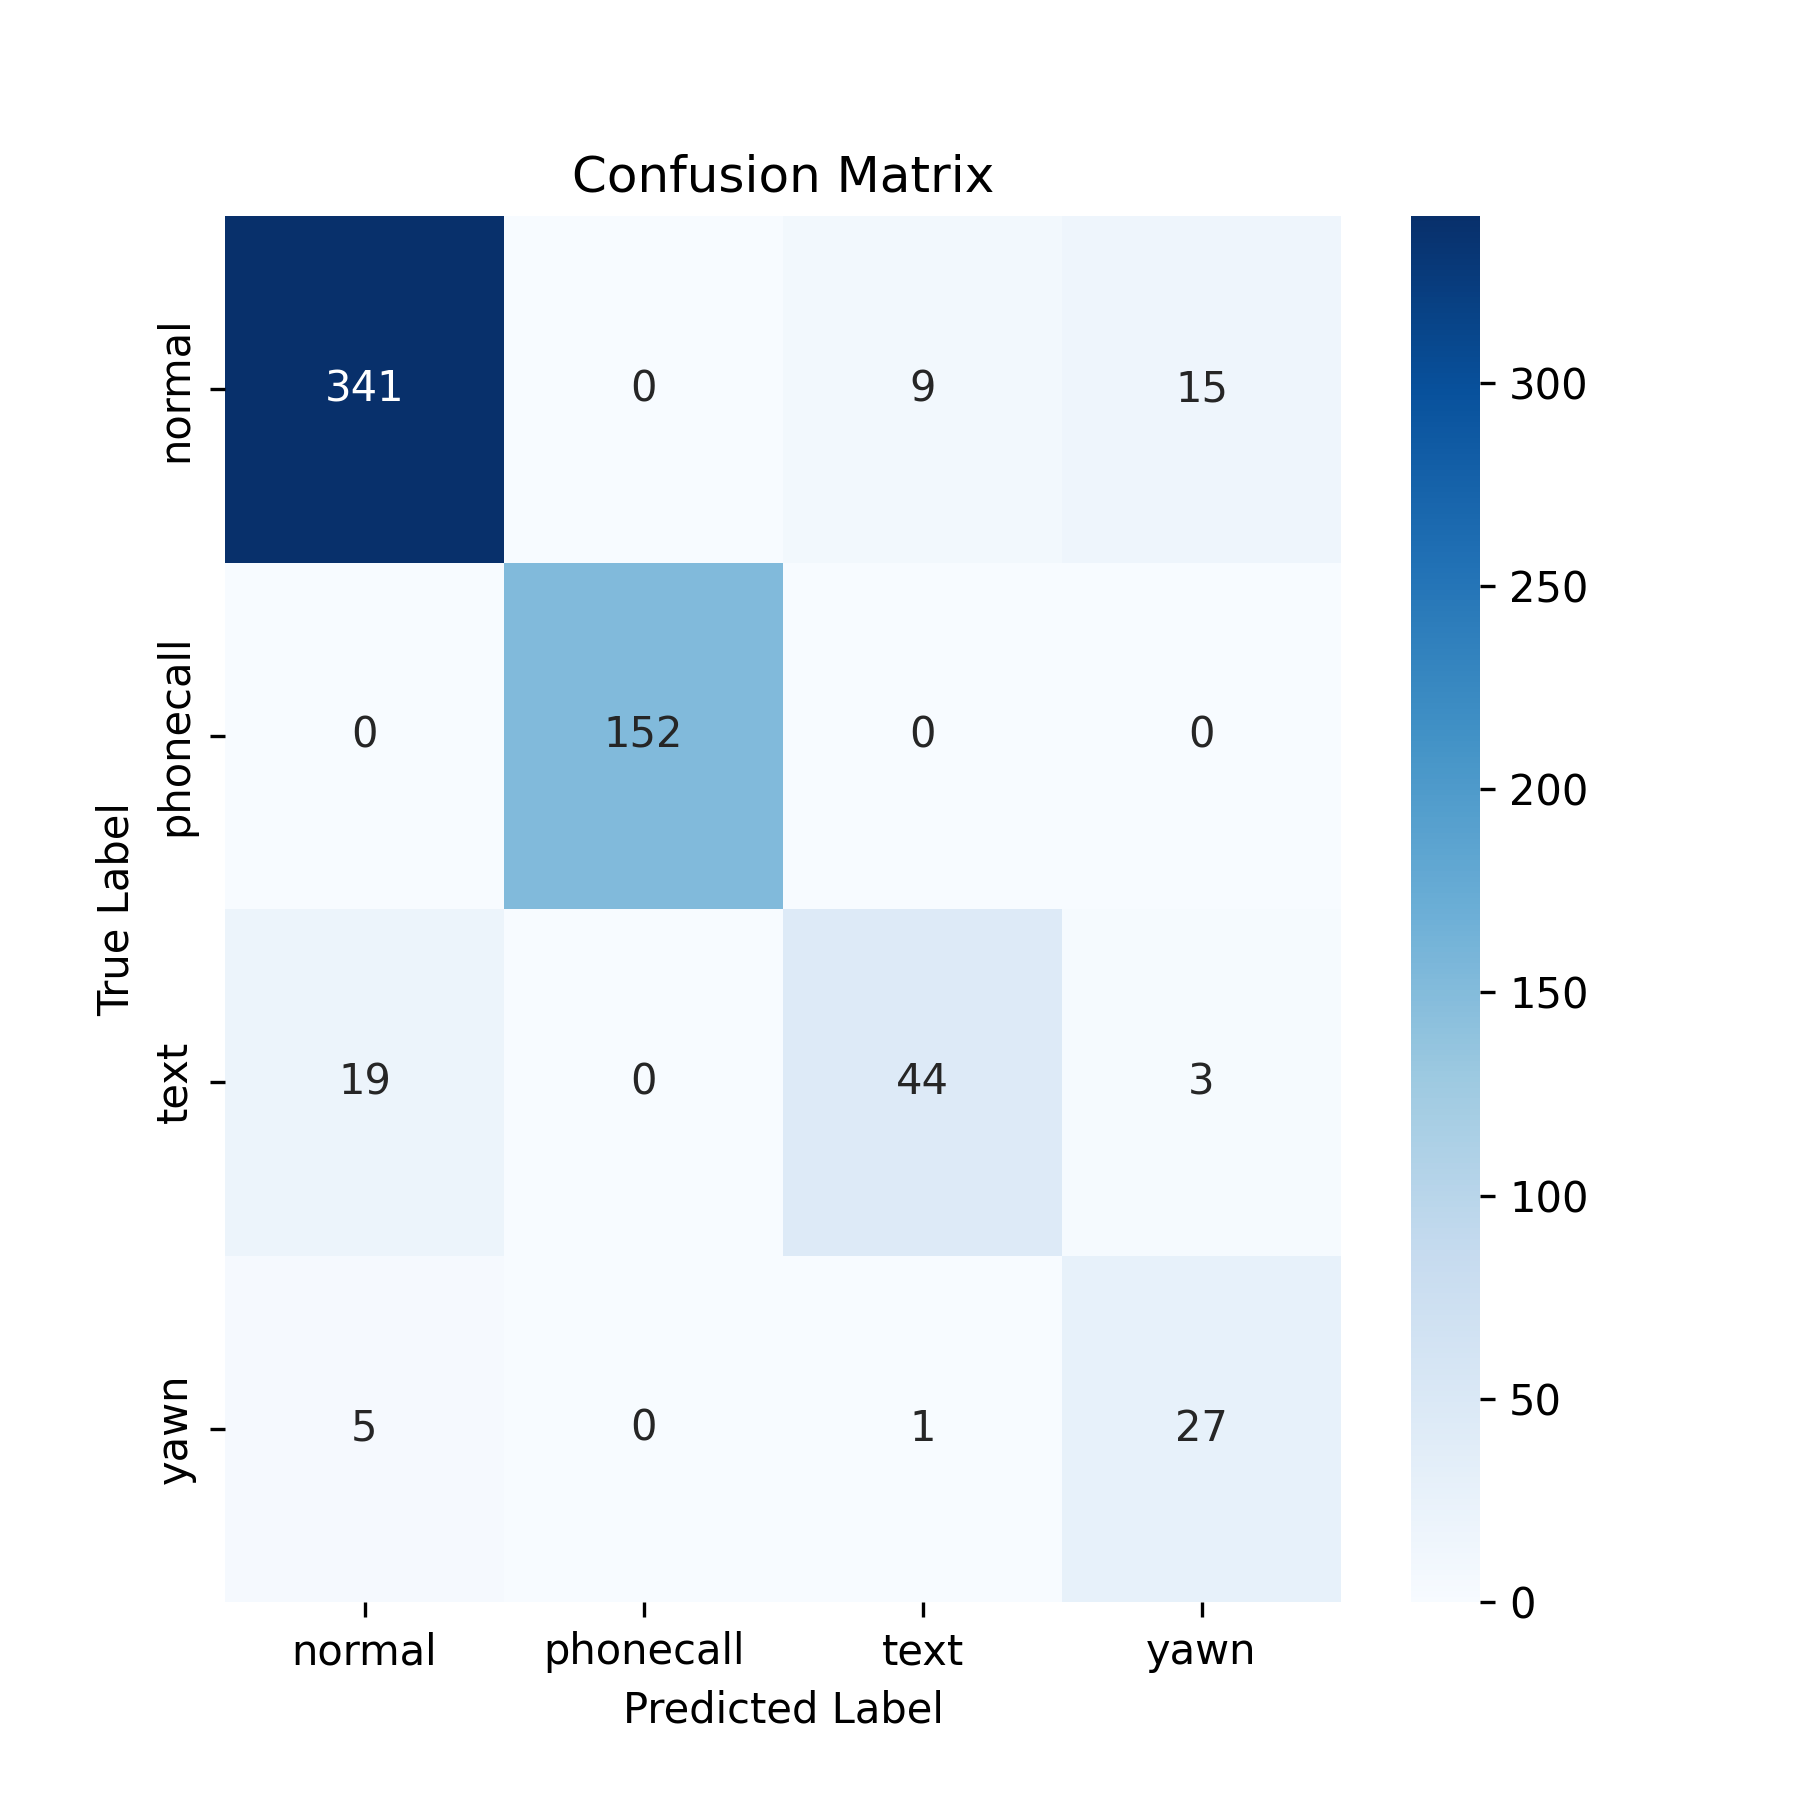 Confusion Matrix
True Label
normal
341 0 9 15
phonecall
0 152 0 0
text
19 0 44 3
yawn
5 0 1 27
normal phonecall text yawn
Predicted Label
300
250
200
150
100
50
0